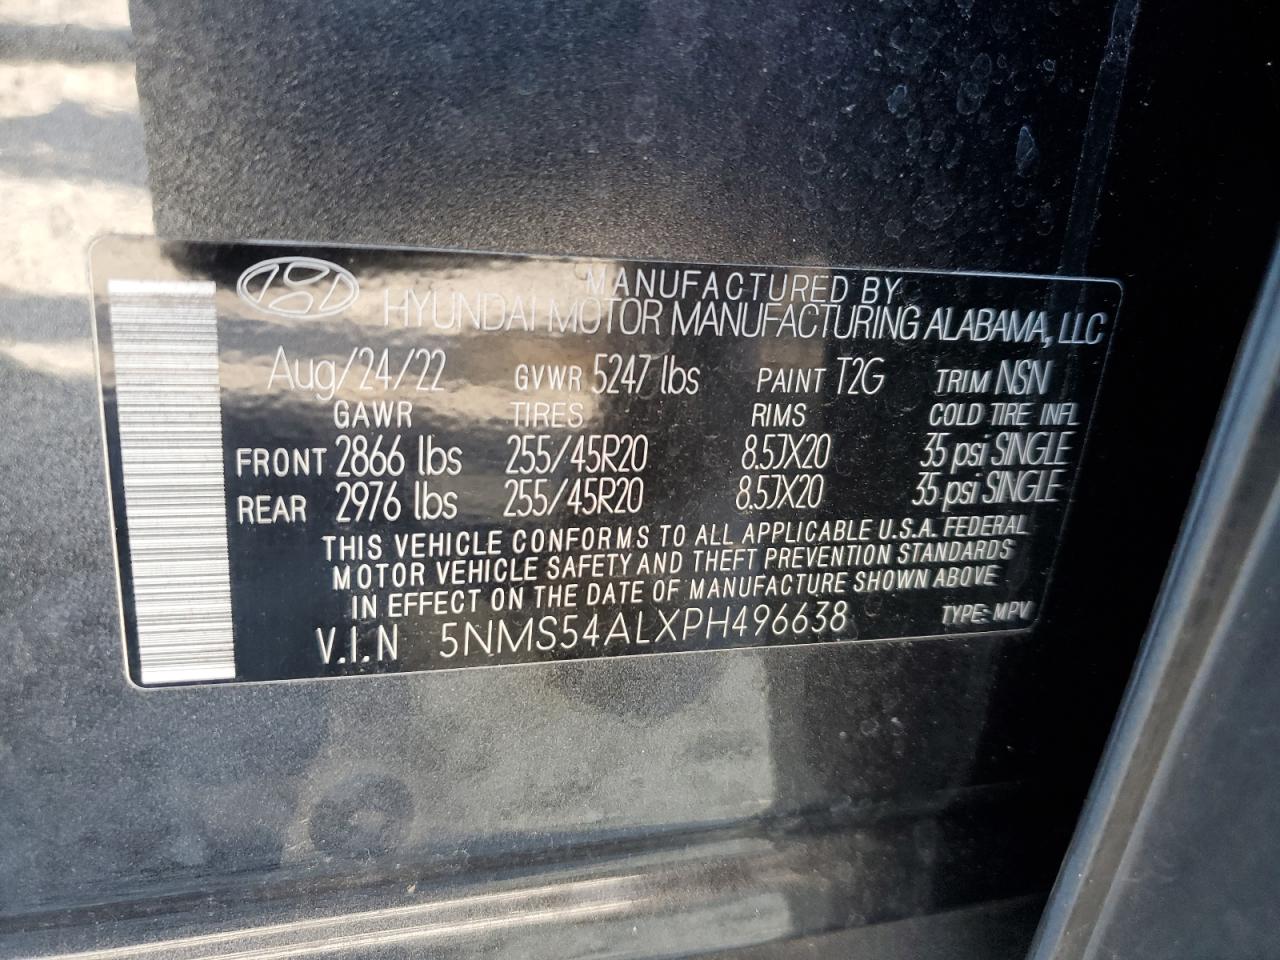 MANUFACTURED BY
HYUNDAI MOTOR MANUFACTURING ALABAMA, LLC
Aug/24/22 GVWR 5247 lbs PAINT T2G TRIM NSN
GAWR TIRES RIMS COLD TIRE INFL
FRONT 2866 lbs 255/45R20 8.5JX20 35 psi SINGLE
REAR 2976 lbs 255/45R20 8.5JX20 35 psi SINGLE
THIS VEHICLE CONFORMS TO ALL APPLICABLE U.S.A. FEDERAL
MOTOR VEHICLE SAFETY AND THEFT PREVENTION STANDARDS
IN EFFECT ON THE DATE OF MANUFACTURE SHOWN ABOVE
V.I.N 5NMS54ALXPH496638 TYPE: MPV